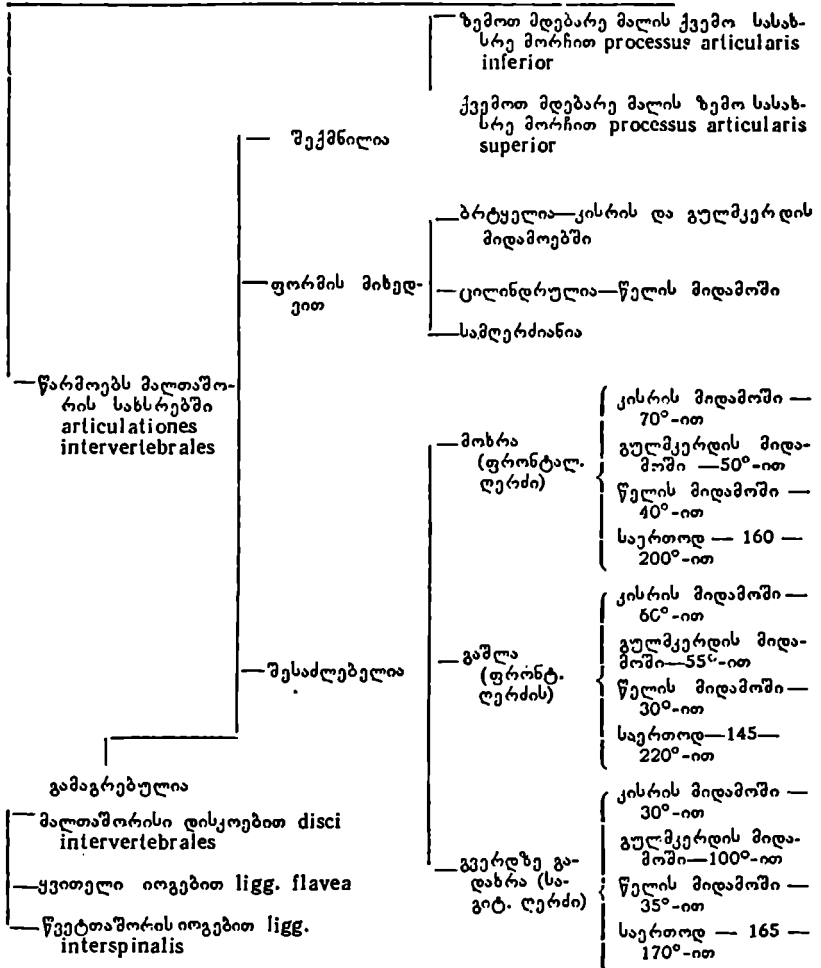 ზემოთ მდებარე მალის ქვემო სასახ-
სრე მორჩით processus articularis
inferior
ქვემოთ მდებარე მალის ზემო სასახ-
სრე მორჩით processus articularis
superior
— შექმნილია
— ბრტყელია—კისრის და გულმკერდის
მიდამოებში
— ფორმის მიხედ-
ვით
— ცილინდრულია—წელის მიდამოში
— სამღერძიანია
— წარმოებს მალთაშო-
რის სახსრებში
articulationes
intervertebrales
— მოხრა
(ფრონტალ.
ღერძი)
კისრის მიდამოში —
70°-ით
გულმკერდის მიდა-
მოში —50°-ით
წელის მიდამოში —
40°-ით
საერთოდ — 160 —
200°-ით
— შესაძლებელია
— გაშლა
(ფრონტ.
ღერძის)
კისრის მიდამოში —
60°-ით
გულმკერდის მიდა-
მოში—55°-ით
წელის მიდამოში —
30°-ით
საერთოდ—145—
220°-ით
გამაგრებულია
— მალთაშორისი დისკოებით disci
intervertebrales
— ყვითელი იოგებით ligg. flavea
— წვეტთაშორის იოგებით ligg.
interspinalis
— გვერდზე გა-
დახრა (სა-
გიტ. ღერძი)
კისრის მიდამოში —
30°-ით
გულმკერდის მიდა-
მოში—100°-ით
წელის მიდამოში —
35°-ით
საერთოდ — 165 —
170°-ით